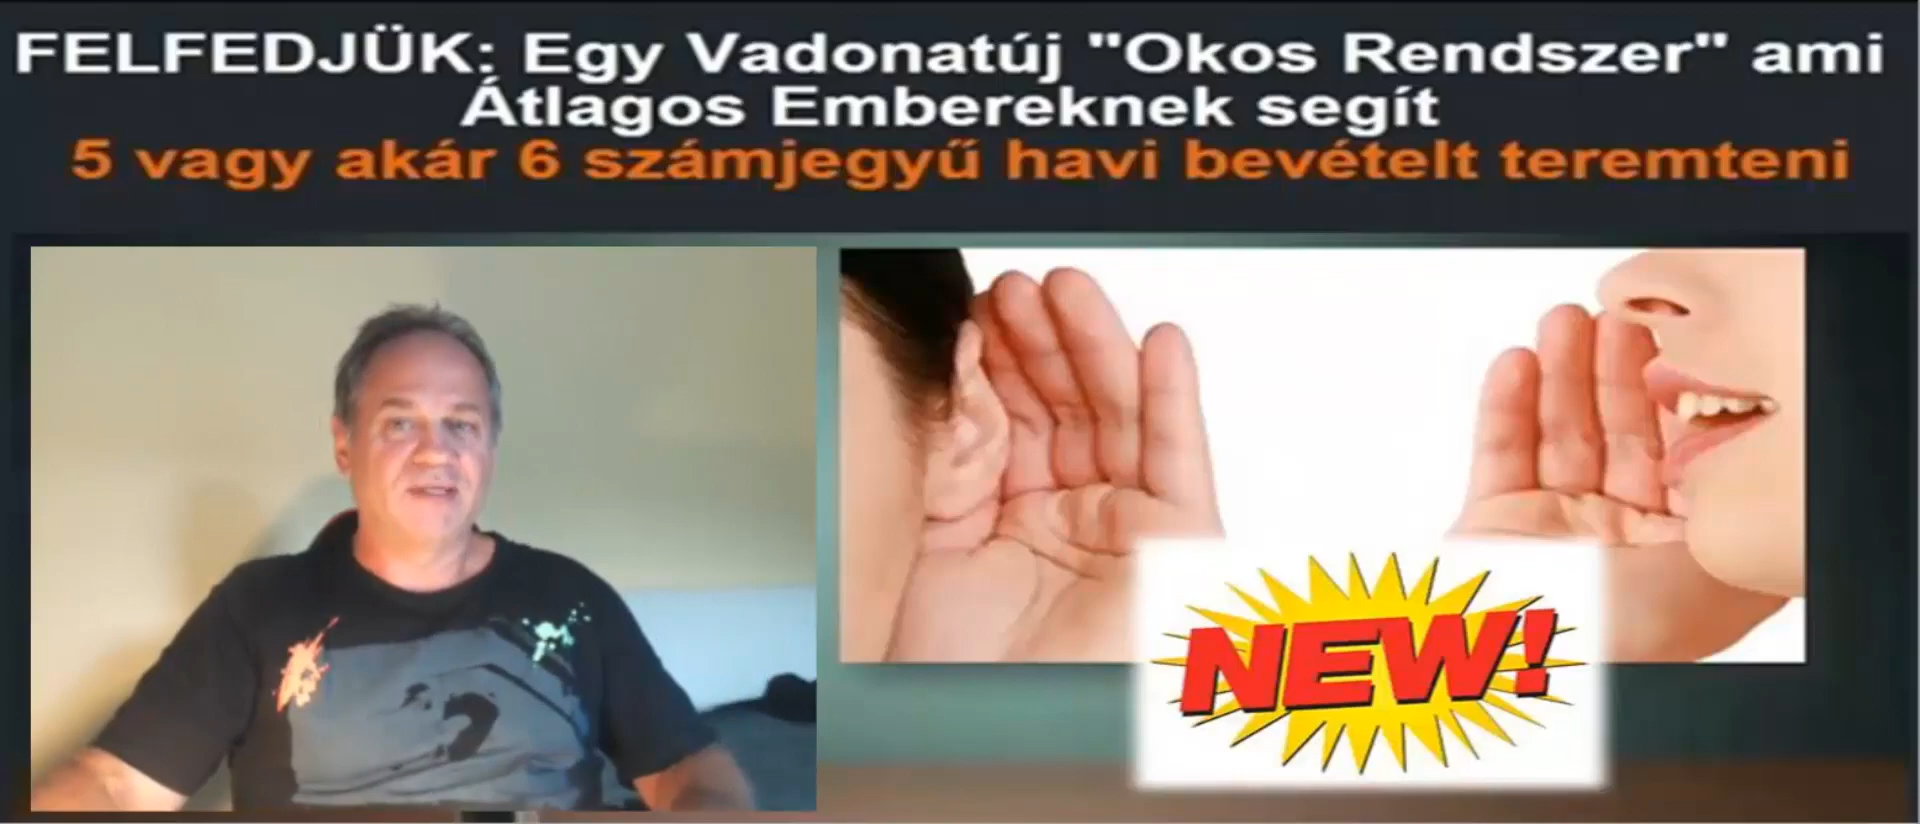 FELFEDJÜK: Egy Vadonatúj "Okos Rendszer" ami
Átlagos Embereknek segít
5 vagy akár 6 számjegyű havi bevételt teremteni
NEW!